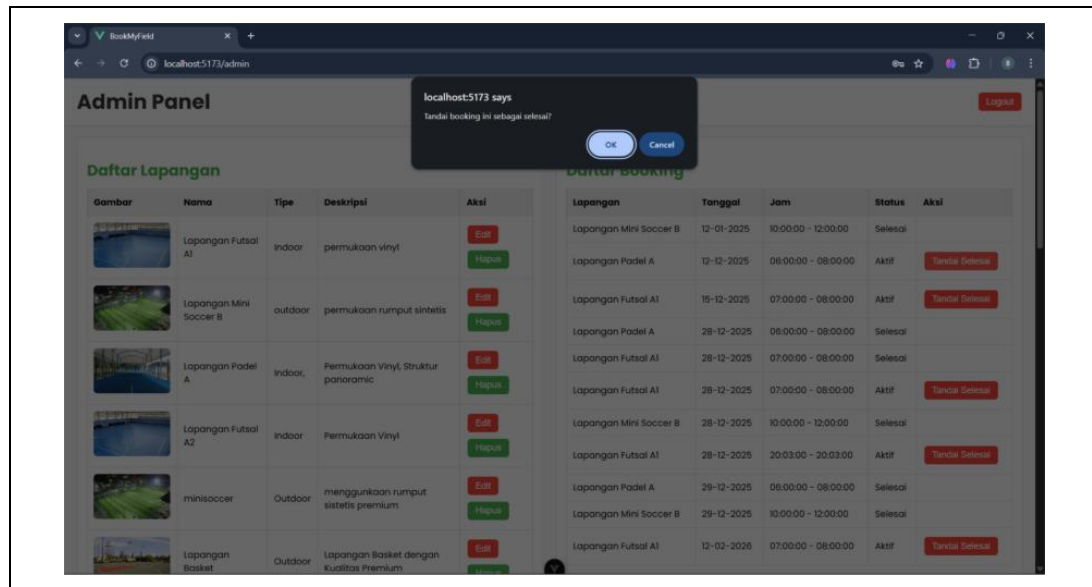 BookMyField
localhost:5173/admin
Admin Panel
Logout
localhost:5173 says
Tandai booking ini sebagai selesai?
OK
Cancel
Daftar Lapangan
Gambar Nama Tipe Deskripsi Aksi
Lapangan Futsal A1 Indoor permukaan vinyl Edit Hapus
Lapangan Mini Soccer B outdoor permukaan rumput sintetis Edit Hapus
Lapangan Padel A Indoor, Permukaan Vinyl, Struktur panoramic Edit Hapus
Lapangan Futsal A2 Indoor Permukaan Vinyl Edit Hapus
minisoccer Outdoor menggunkaan rumput sistetis premium Edit Hapus
Lapangan Basket Outdoor Lapangan Basket dengan Kualitas Premium Edit Hapus
Daftar Booking
Lapangan Tanggal Jam Status Aksi
Lapangan Mini Soccer B 12-01-2025 10:00:00 - 12:00:00 Selesai
Lapangan Padel A 12-12-2025 06:00:00 - 08:00:00 Aktif Tandai Selesai
Lapangan Futsal A1 15-12-2025 07:00:00 - 08:00:00 Aktif Tandai Selesai
Lapangan Padel A 28-12-2025 06:00:00 - 08:00:00 Selesai
Lapangan Futsal A1 28-12-2025 07:00:00 - 08:00:00 Selesai
Lapangan Futsal A1 28-12-2025 07:00:00 - 08:00:00 Aktif Tandai Selesai
Lapangan Mini Soccer B 28-12-2025 10:00:00 - 12:00:00 Selesai
Lapangan Futsal A1 28-12-2025 20:03:00 - 20:03:00 Aktif Tandai Selesai
Lapangan Padel A 29-12-2025 06:00:00 - 08:00:00 Selesai
Lapangan Mini Soccer B 29-12-2025 10:00:00 - 12:00:00 Selesai
Lapangan Futsal A1 12-02-2026 07:00:00 - 08:00:00 Aktif Tandai Selesai